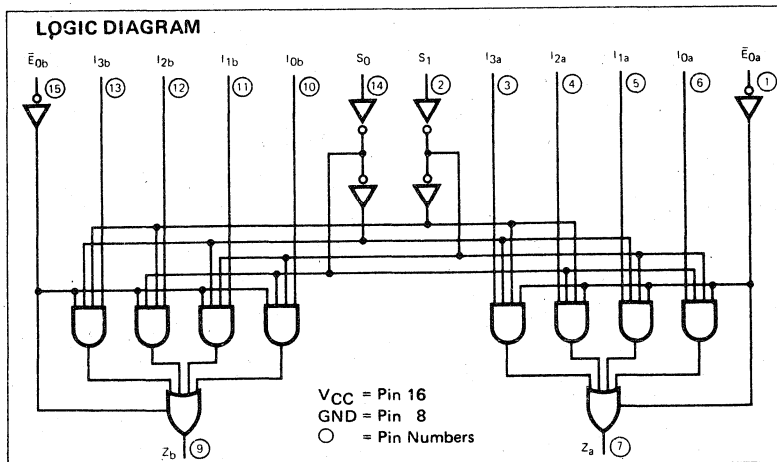 LOGIC DIAGRAM
Ē0b I3b I2b I1b I0b S0 S1 I3a I2a I1a I0a Ē0a
15 13 12 11 10 14 2 3 4 5 6 1
VCC = Pin 16
GND = Pin 8
○ = Pin Numbers
Zb 9 Za 7